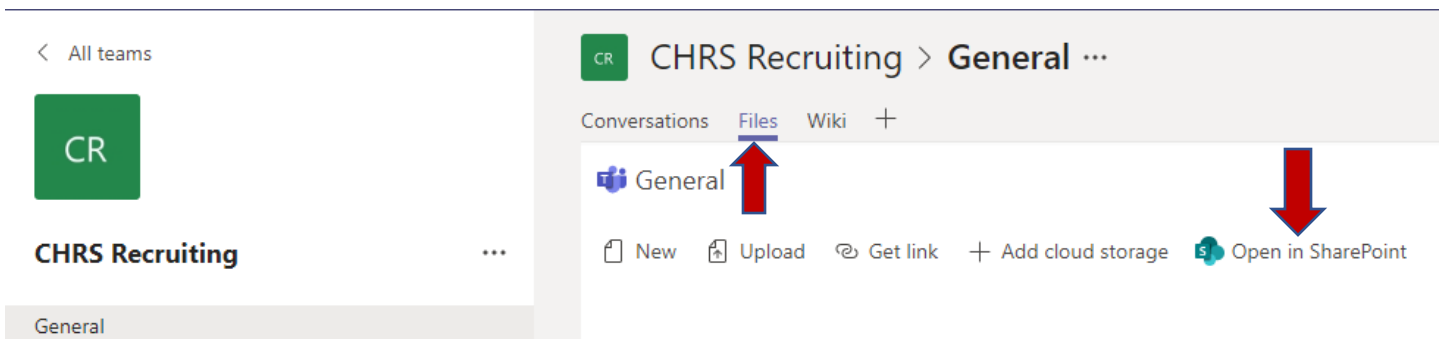 All teams
CR
CHRS Recruiting
General
CR CHRS Recruiting > General ...
Conversations Files Wiki +
General
New Upload Get link + Add cloud storage Open in SharePoint